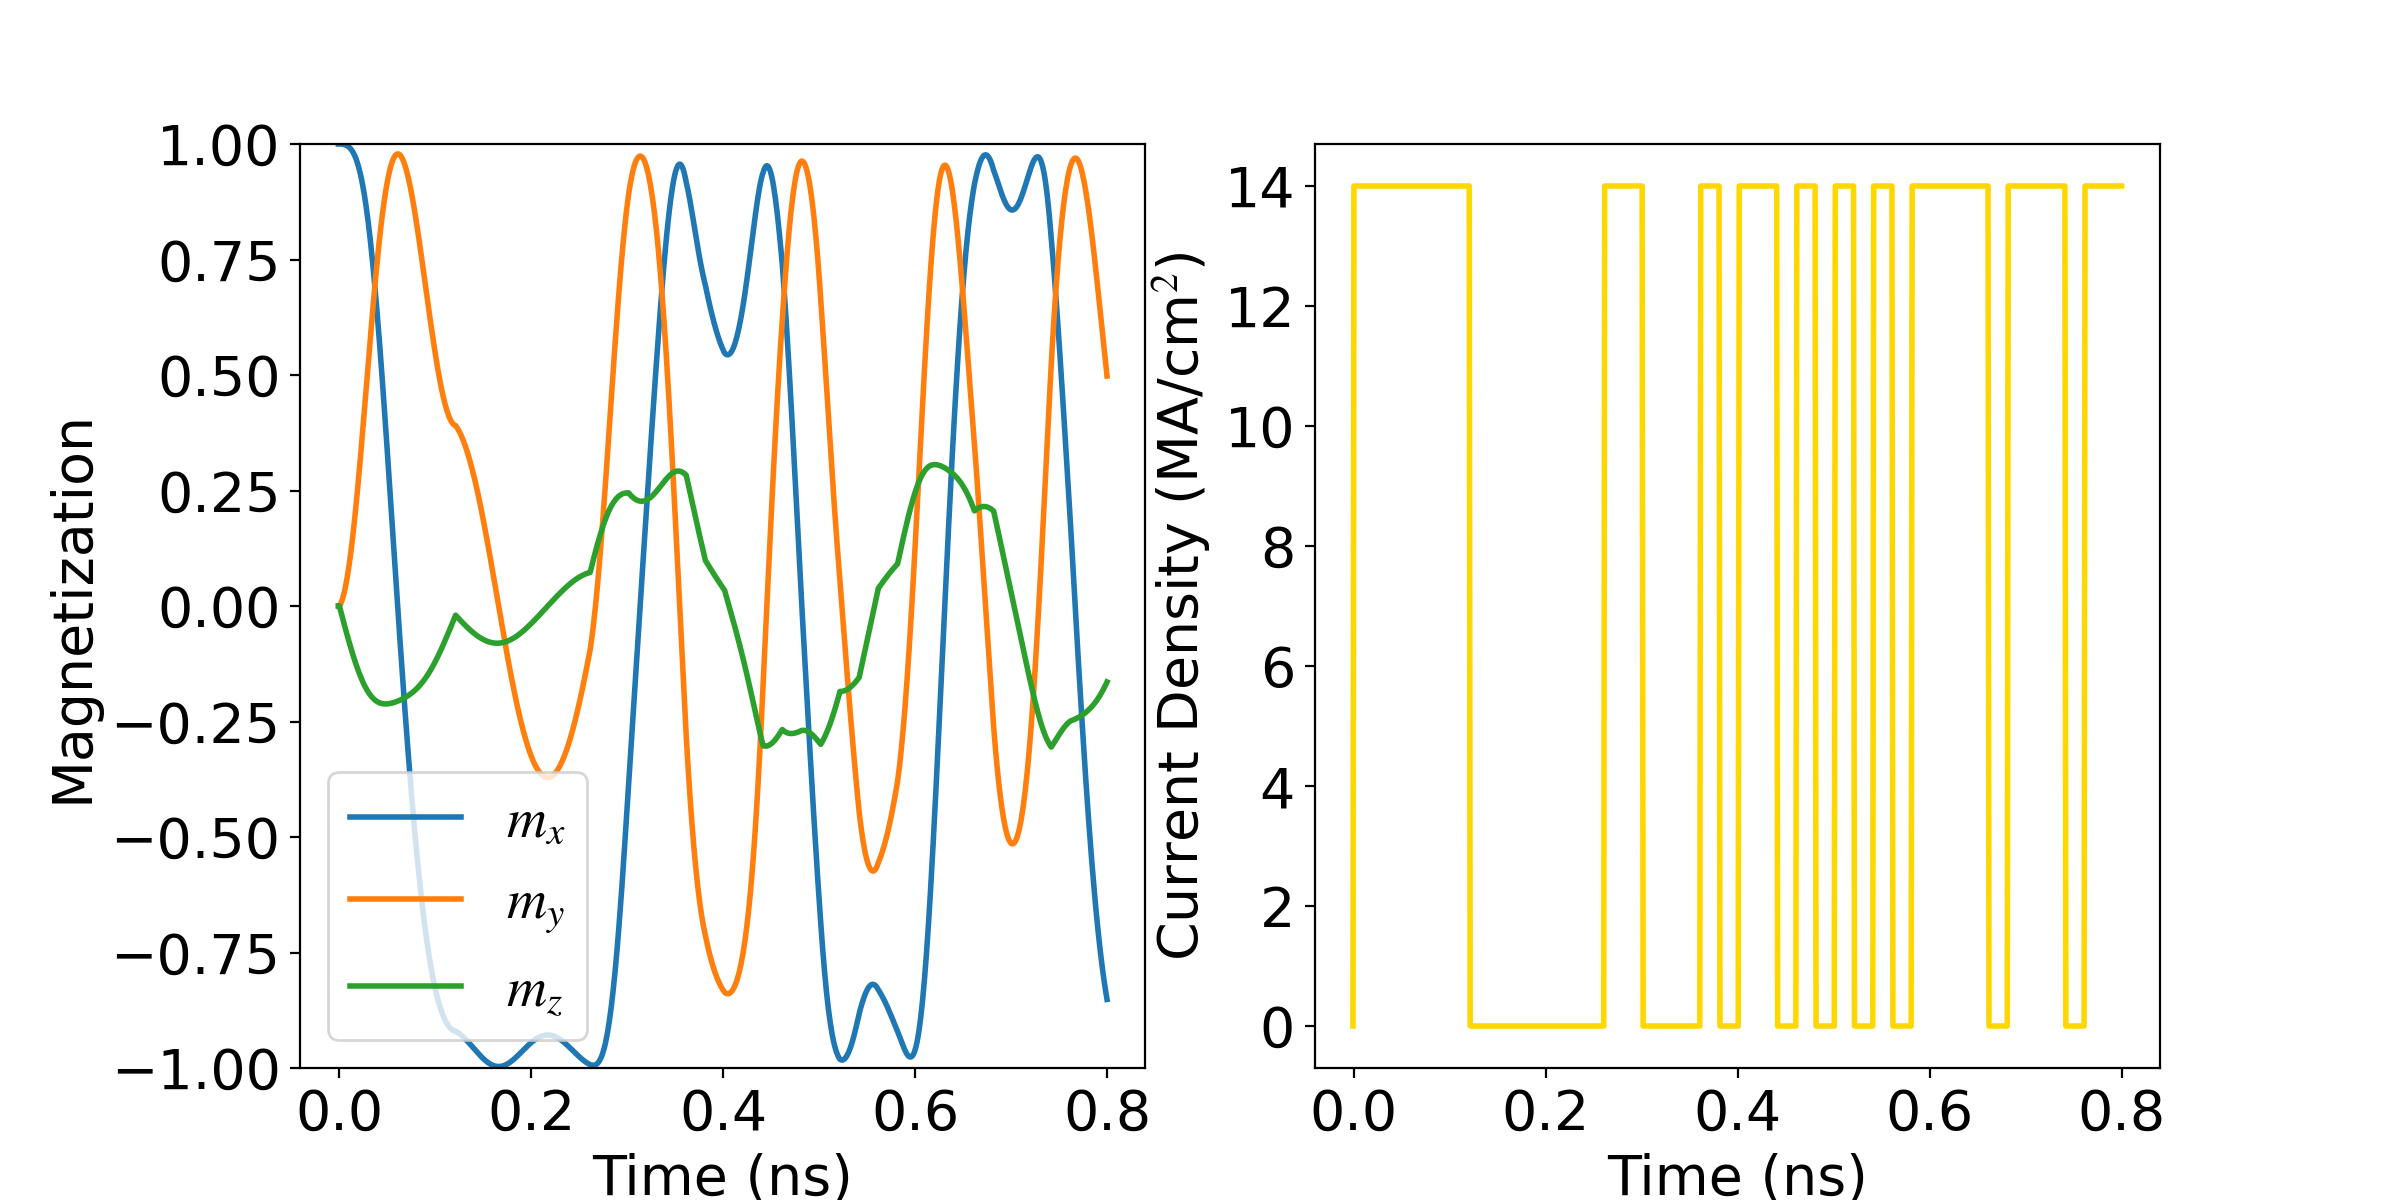 Magnetization
1.00
0.75
0.50
0.25
0.00
−0.25
−0.50
−0.75
−1.00
m_x
m_y
m_z
0.0 0.2 0.4 0.6 0.8
Time (ns)
Current Density (MA/cm²)
14
12
10
8
6
4
2
0
0.0 0.2 0.4 0.6 0.8
Time (ns)